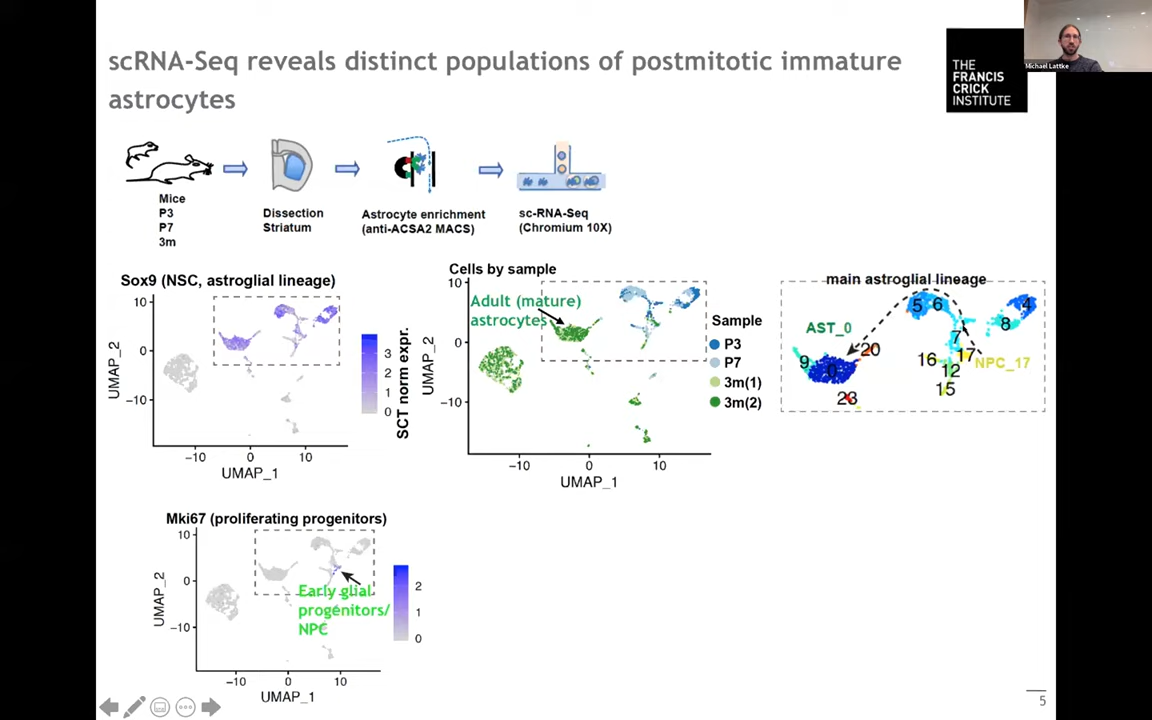 scRNA-Seq reveals distinct populations of postmitotic immature
astrocytes
THE
FRANCIS
CRICK
INSTITUTE
Michael Lattke
Mice
P3
P7
3m
Dissection
Striatum
Astrocyte enrichment
(anti-ACSA2 MACS)
sc-RNA-Seq
(Chromium 10X)
Sox9 (NSC, astroglial lineage)
10
0
−10
UMAP_2
−10 0 10
UMAP_1
3
2
1
0
SCT norm expr.
Cells by sample
Adult (mature)
astrocytes
10
0
−10
UMAP_2
−10 0 10
UMAP_1
Sample
P3
P7
3m(1)
3m(2)
main astroglial lineage
AST_0
NPC_17
5 6 4
8
7
20
17
16
9 0 12
15
23
Mki67 (proliferating progenitors)
10
0
−10
UMAP_2
−10 0 10
UMAP_1
Early glial
progenitors/
NPC
2
1
0
5